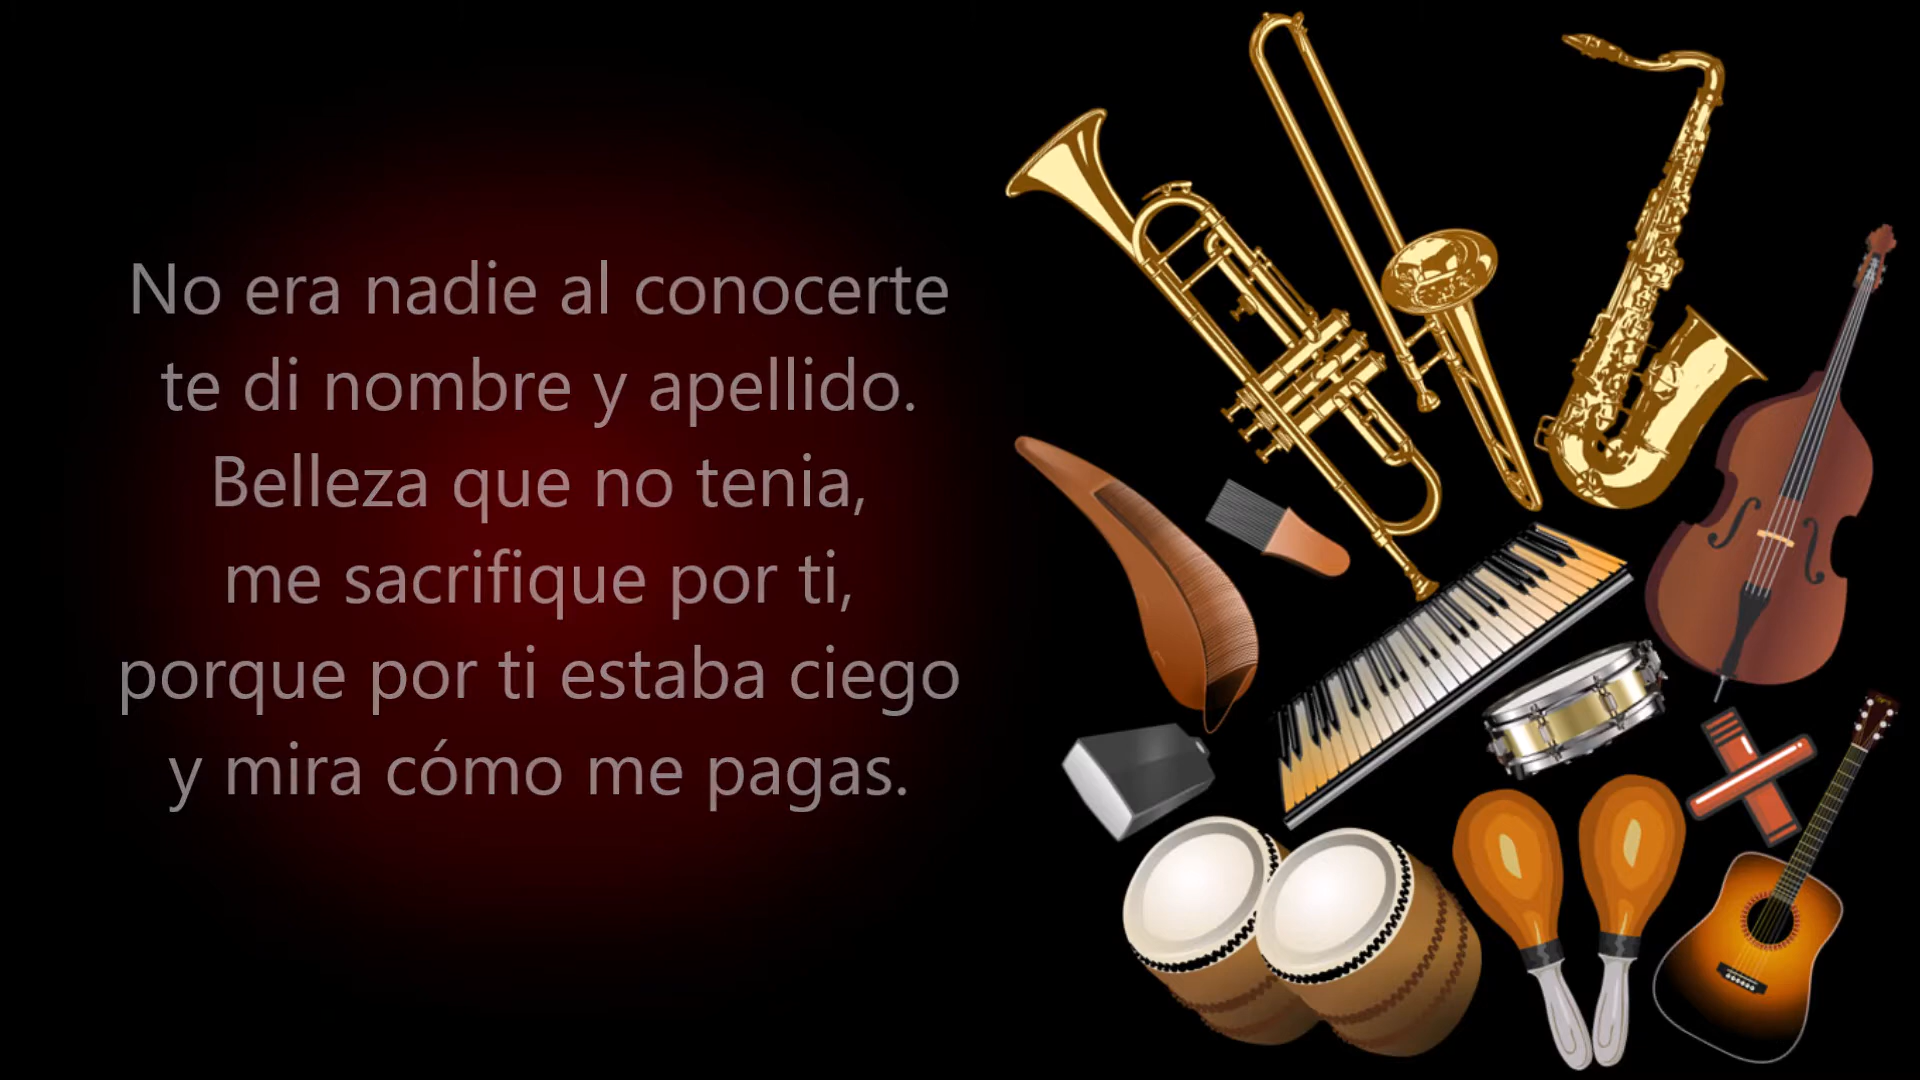 No era nadie al conocerte
te di nombre y apellido.
Belleza que no tenia,
me sacrifique por ti,
porque por ti estaba ciego
y mira cómo me pagas.